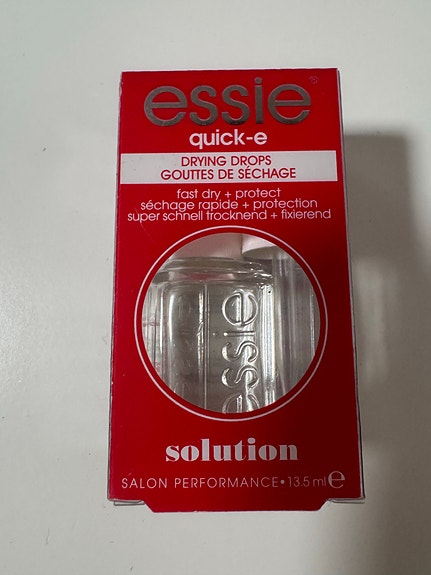 essie®
quick-e
DRYING DROPS
GOUTTES DE SÉCHAGE
fast dry + protect
séchage rapide + protection
super schnell trocknend + fixierend
essie
solution
SALON PERFORMANCE • 13.5 ml ℮